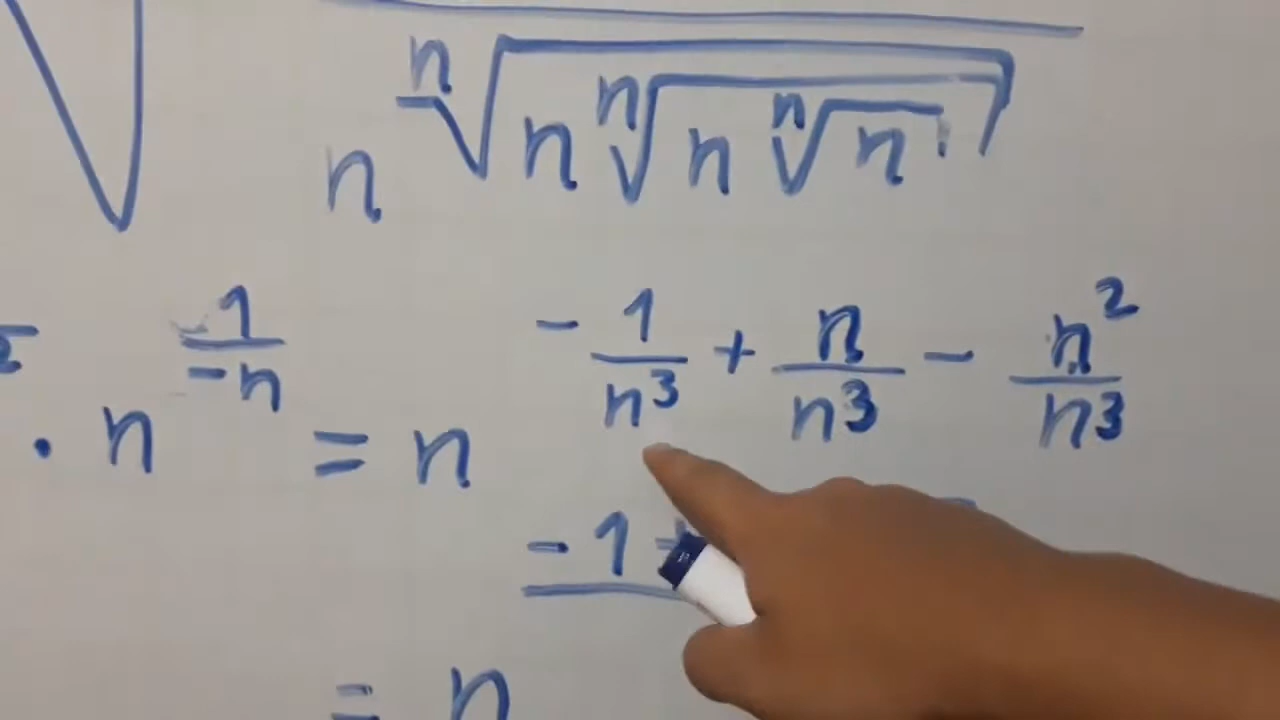 n ⁿ√(n ⁿ√(n ⁿ√n))
· n^(-1/-n) = n^(-1/n³ + n/n³ - n²/n³)
-1 +
= n